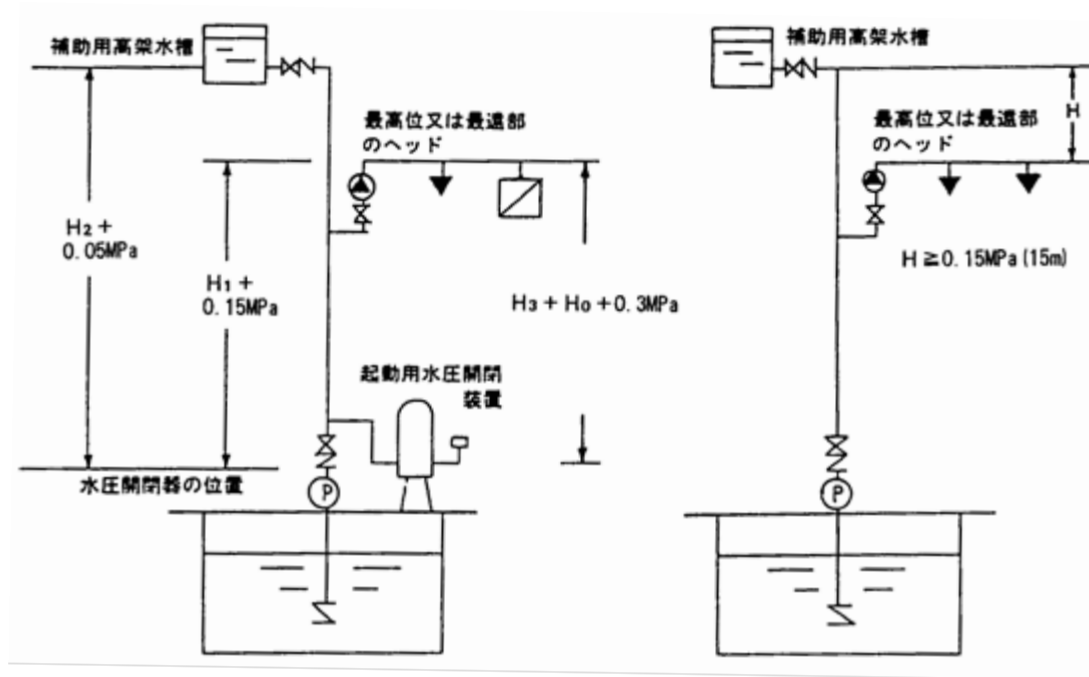 補助用高架水槽
最高位又は最遠部
のヘッド
H₂+
0.05MPa
H₁+
0.15MPa
H₃+H₀+0.3MPa
起動用水圧開閉
装置
水圧開閉器の位置
P
補助用高架水槽
H
最高位又は最遠部
のヘッド
H≧0.15MPa(15m)
P